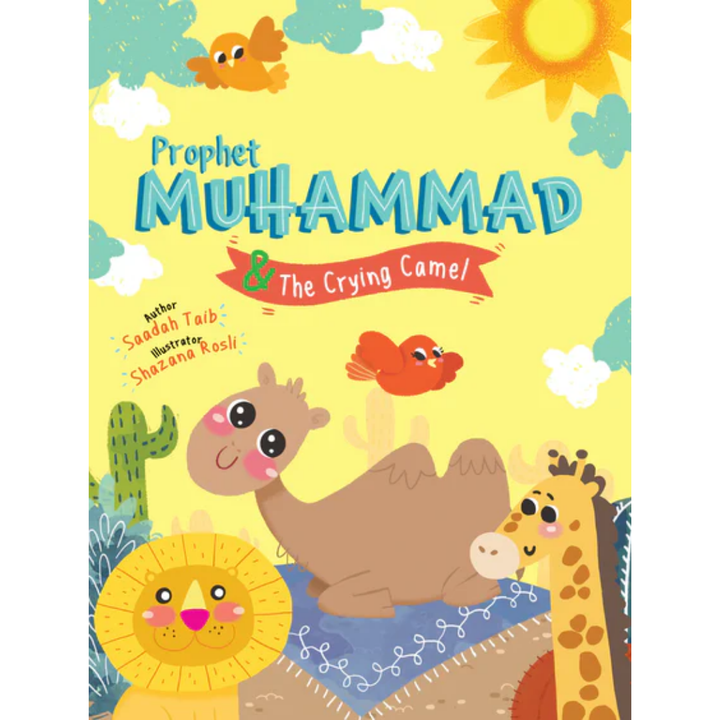 Prophet
MUHAMMAD
& The Crying Camel
Author
Saadah Taib
Illustrator
Shazana Rosli